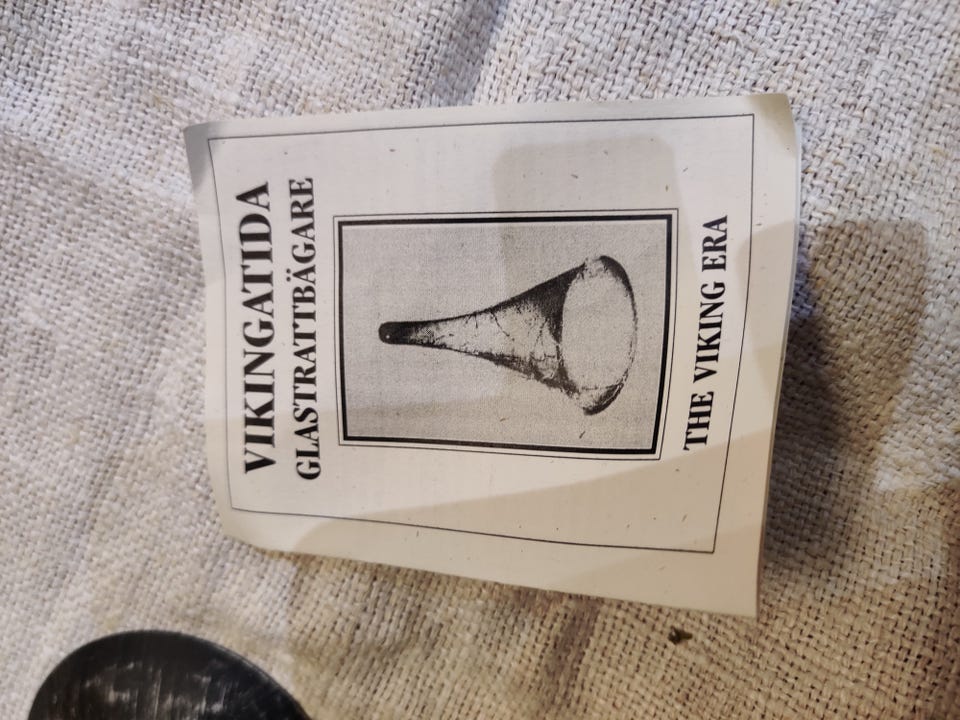 VIKINGATIDA
GLASTRATTBÄGARE
THE VIKING ERA